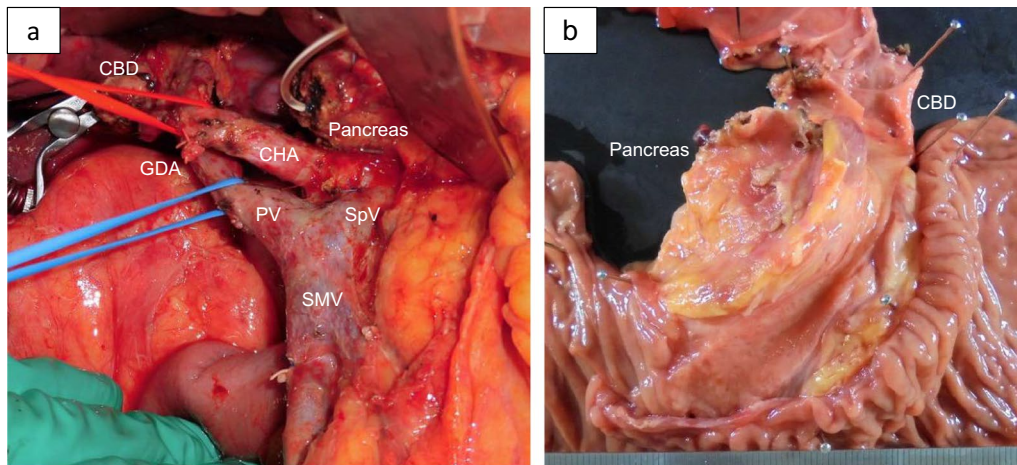 a
CBD
Pancreas
GDA
CHA
PV
SpV
SMV
b
CBD
Pancreas